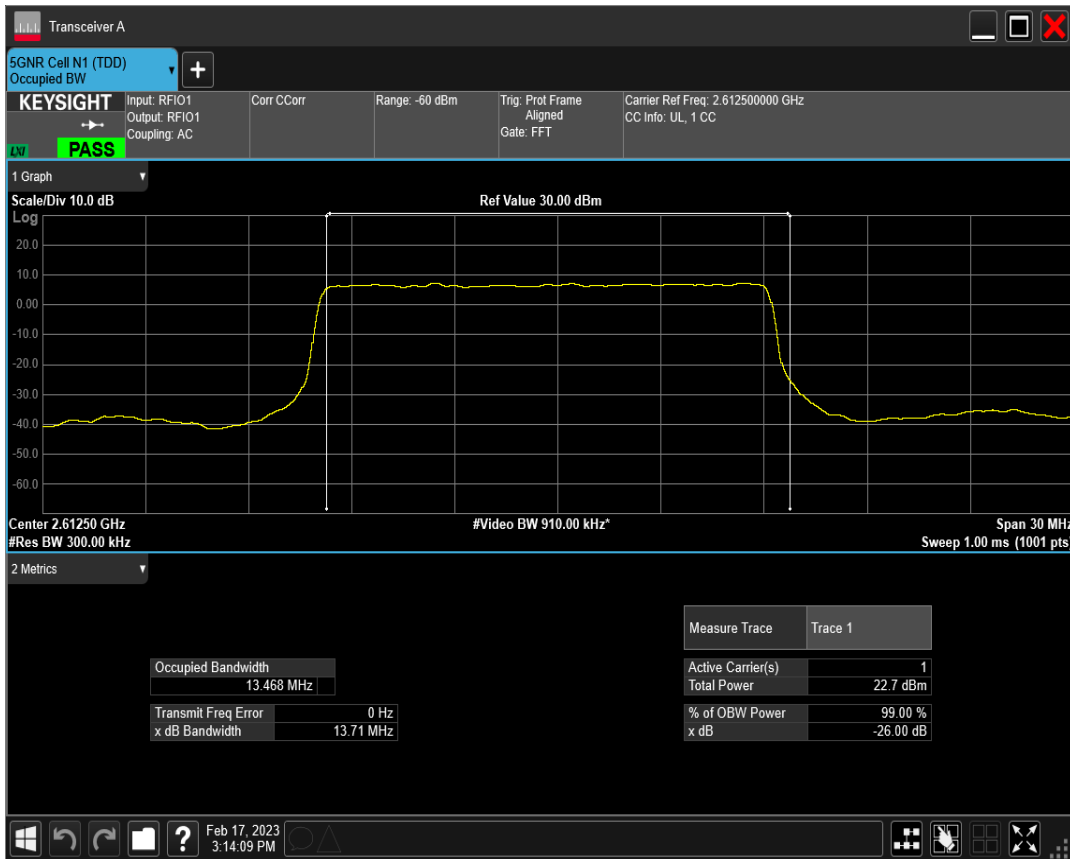 Transceiver A
5GNR Cell N1 (TDD)
Occupied BW
+
KEYSIGHT
LXI
PASS
Input: RFIO1
Output: RFIO1
Coupling: AC
Corr CCorr
Range: -60 dBm
Trig: Prot Frame
Aligned
Gate: FFT
Carrier Ref Freq: 2.612500000 GHz
CC Info: UL, 1 CC
1 Graph
Scale/Div 10.0 dB
Ref Value 30.00 dBm
Log
20.0
10.0
0.00
-10.0
-20.0
-30.0
-40.0
-50.0
-60.0
Center 2.61250 GHz
#Video BW 910.00 kHz*
Span 30 MHz
#Res BW 300.00 kHz
Sweep 1.00 ms (1001 pts)
2 Metrics
Measure Trace Trace 1
Occupied Bandwidth
13.468 MHz
Active Carrier(s) 1
Total Power 22.7 dBm
Transmit Freq Error 0 Hz
x dB Bandwidth 13.71 MHz
% of OBW Power 99.00 %
x dB -26.00 dB
?
Feb 17, 2023
3:14:09 PM